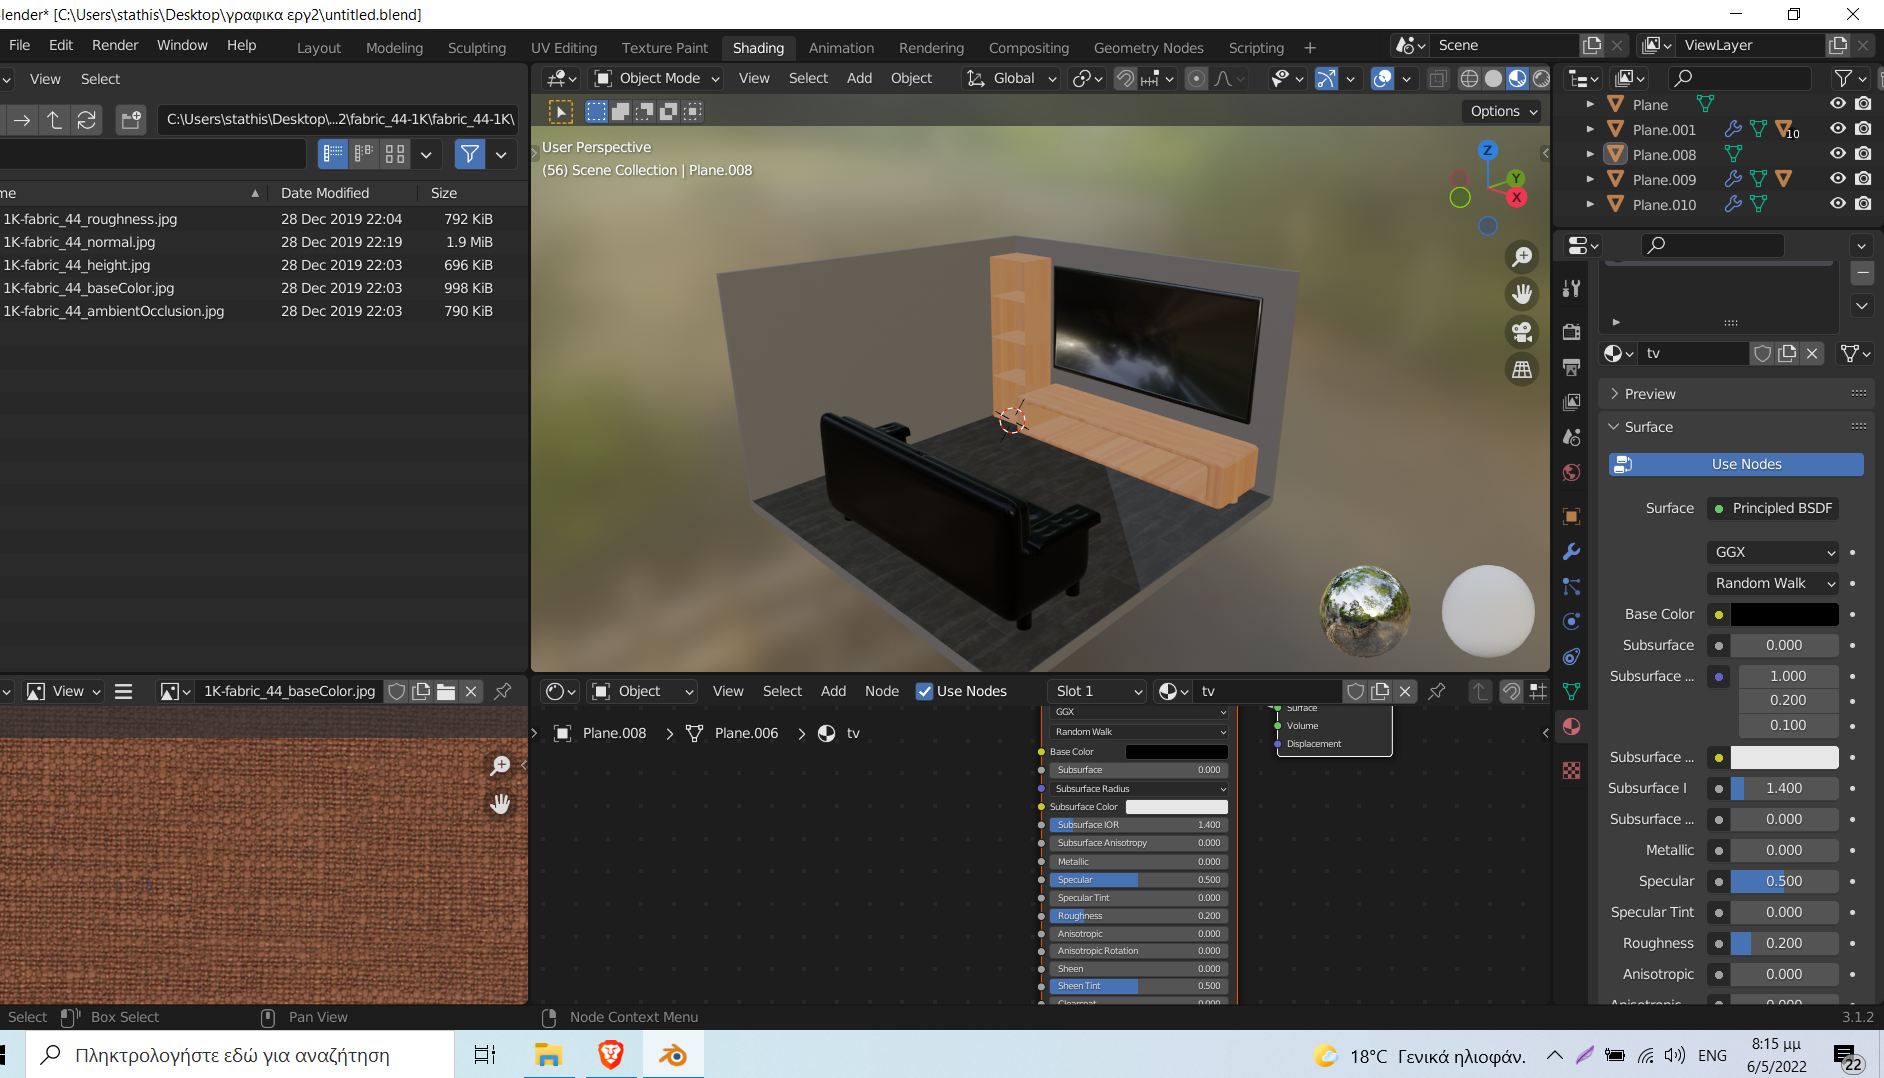 lender* [C:\Users\stathis\Desktop\γραφικα εργ2\untitled.blend]
File Edit Render Window Help Layout Modeling Sculpting UV Editing Texture Paint Shading Animation Rendering Compositing Geometry Nodes Scripting + Scene ViewLayer
View Select
Object Mode View Select Add Object Global
C:\Users\stathis\Desktop\...2\fabric_44-1K\fabric_44-1K\
Options
me Date Modified Size
1K-fabric_44_roughness.jpg 28 Dec 2019 22:04 792 KiB
1K-fabric_44_normal.jpg 28 Dec 2019 22:19 1.9 MiB
1K-fabric_44_height.jpg 28 Dec 2019 22:03 696 KiB
1K-fabric_44_baseColor.jpg 28 Dec 2019 22:03 998 KiB
1K-fabric_44_ambientOcclusion.jpg 28 Dec 2019 22:03 790 KiB
User Perspective
(56) Scene Collection | Plane.008
Z
Y
X
Plane
Plane.001 10
Plane.008
Plane.009
Plane.010
tv
Preview
Surface
Use Nodes
Surface Principled BSDF
GGX
Random Walk
Base Color
Subsurface 0.000
Subsurface ... 1.000
0.200
0.100
Subsurface ...
Subsurface I 1.400
Subsurface ... 0.000
Metallic 0.000
Specular 0.500
Specular Tint 0.000
Roughness 0.200
Anisotropic 0.000
Anisotropic 0.000
View 1K-fabric_44_baseColor.jpg
Object View Select Add Node Use Nodes Slot 1 tv
Plane.008 > Plane.006 > tv
GGX
Random Walk
Base Color
Subsurface 0.000
Subsurface Radius
Subsurface Color
Subsurface IOR 1.400
Subsurface Anisotropy 0.000
Metallic 0.000
Specular 0.500
Specular Tint 0.000
Roughness 0.200
Anisotropic 0.000
Anisotropic Rotation 0.000
Sheen 0.000
Sheen Tint 0.500
Clearcoat 0.000
Surface
Volume
Displacement
Select Box Select Pan View Node Context Menu 3.1.2
Πληκτρολογήστε εδώ για αναζήτηση
18°C Γενικά ηλιοφάν. ENG
8:15 μμ
6/5/2022
22